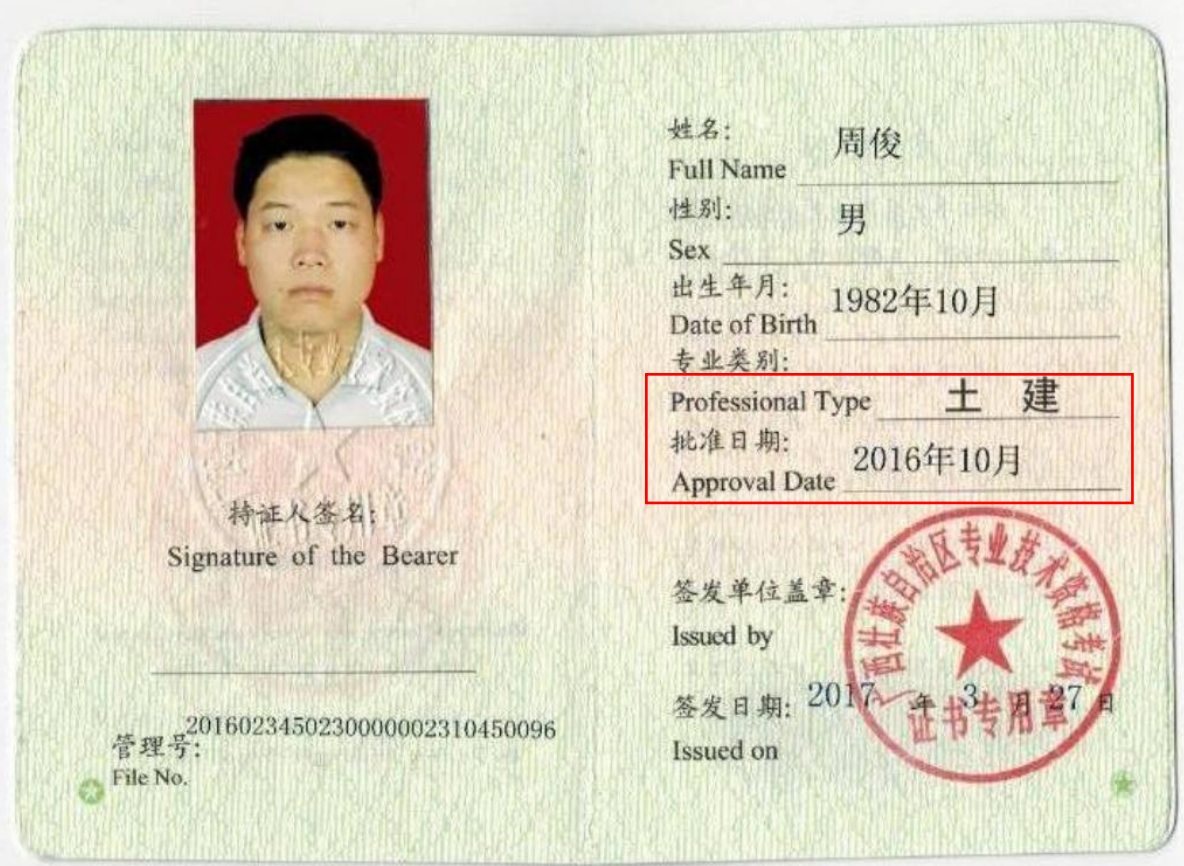 持证人签名:
Signature of the Bearer
20160234502300000002310450096
管理号:
File No.
姓名: 周俊
Full Name
性别: 男
Sex
出生年月: 1982年10月
Date of Birth
专业类别:
Professional Type 土 建
批准日期: 2016年10月
Approval Date
签发单位盖章:
Issued by
广西壮族自治区专业技术资格考试
证书专用章
签发日期: 2017 年 3 月 27 日
Issued on